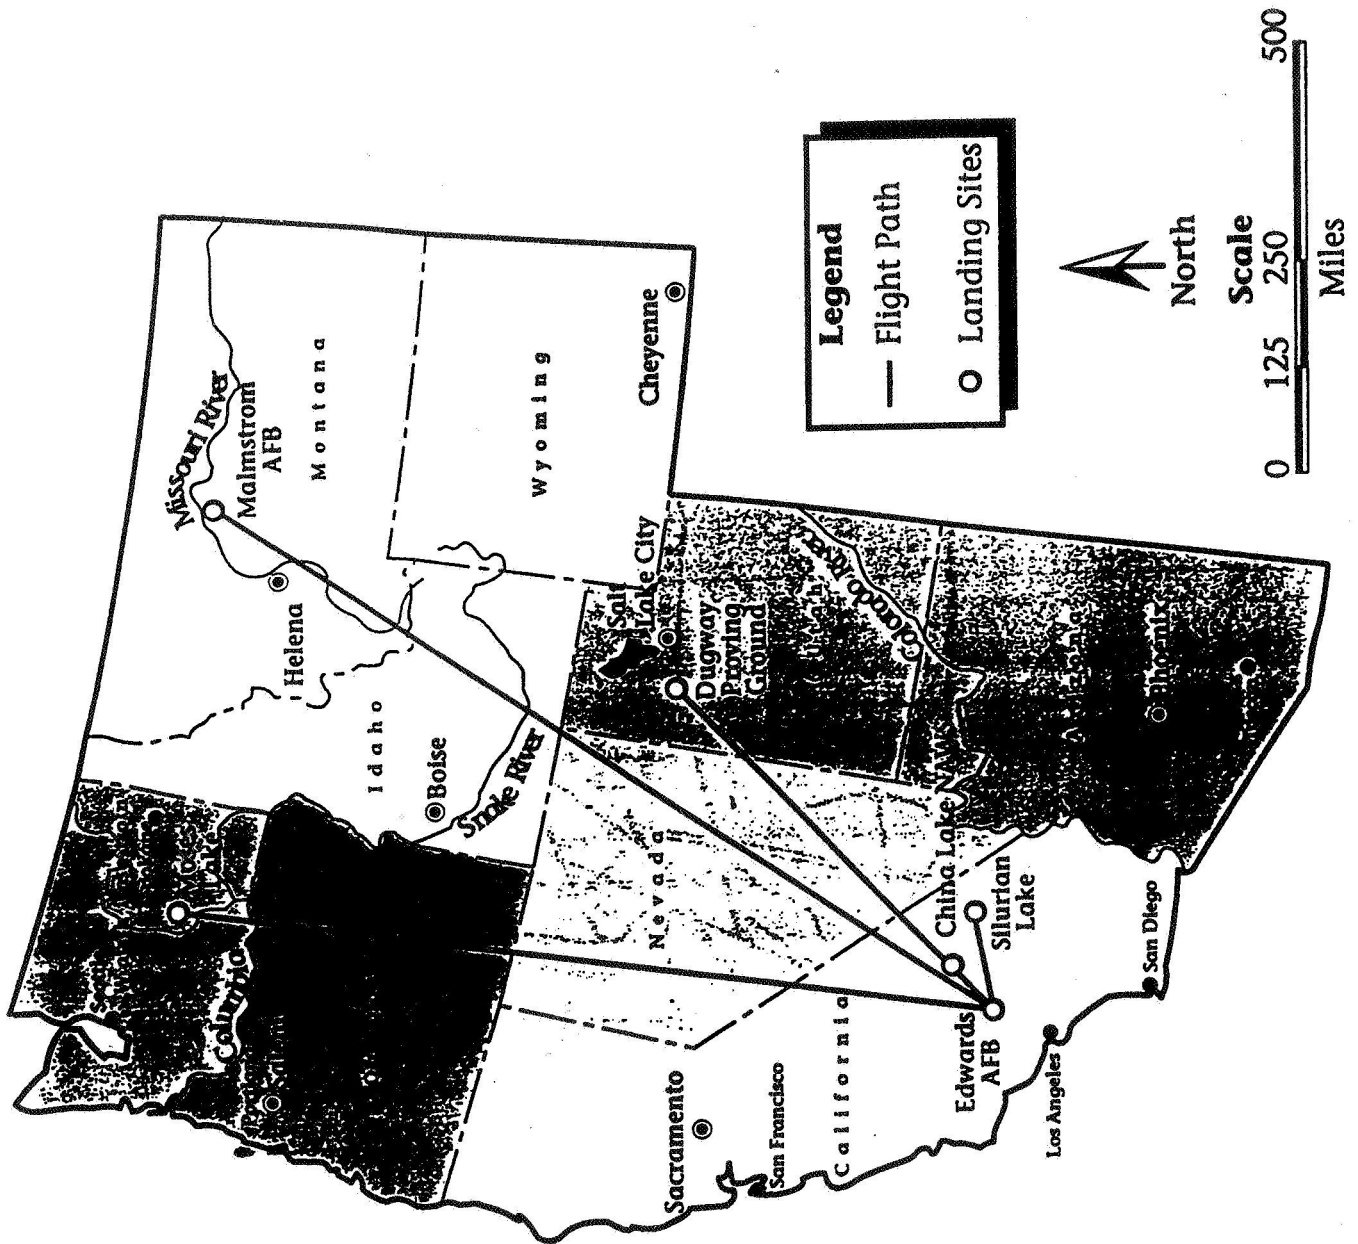 Missouri River
Malmstrom
AFB
Montana
Helena
Idaho
Boise
Snake River
Wyoming
Cheyenne
Columbia
Nevada
Salt
Lake City
Dugway
Proving
Ground
Utah
Colorado River
Arizona
Phoenix
Sacramento
San Francisco
California
China Lake NAWS
Silurian
Lake
Edwards
AFB
Los Angeles
San Diego
Legend
Flight Path
Landing Sites
North
Scale
0 125 250 500
Miles